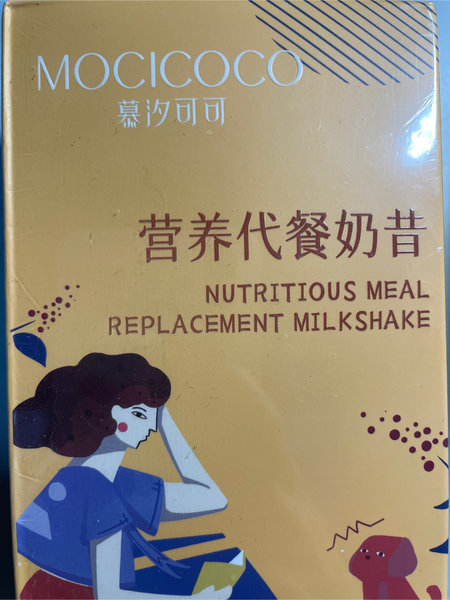 MOCICOCO
慕汐可可
营养代餐奶昔
NUTRITIOUS MEAL
REPLACEMENT MILKSHAKE